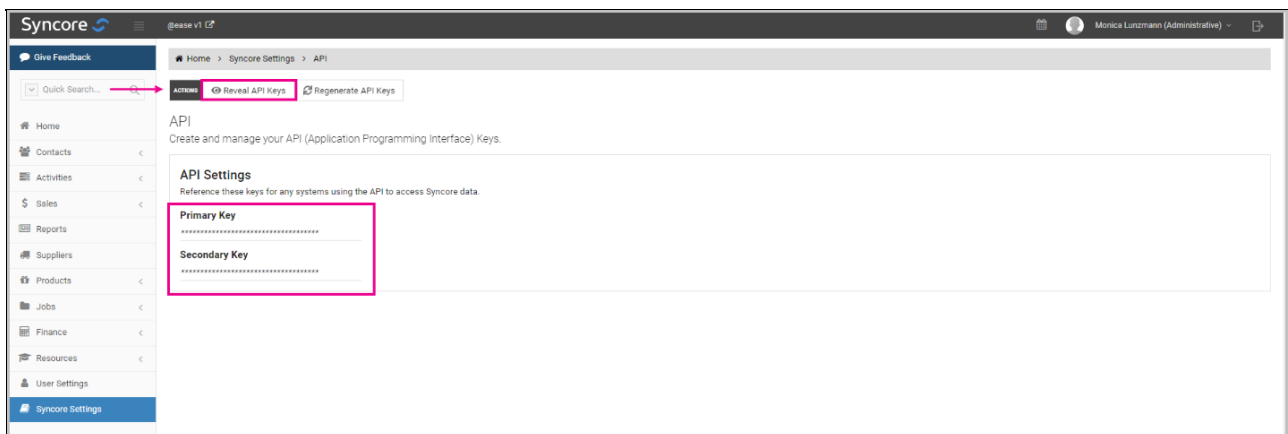 Syncore
@ease v1
Monica Lunzmann (Administrative)
Give Feedback
Home > Syncore Settings > API
Quick Search...
ACTIONS Reveal API Keys Regenerate API Keys
Home
API
Create and manage your API (Application Programming Interface) Keys.
Contacts
Activities
$ Sales
Reports
Suppliers
Products
Jobs
Finance
Resources
User Settings
Syncore Settings
API Settings
Reference these keys for any systems using the API to access Syncore data.
Primary Key
************************************
Secondary Key
************************************